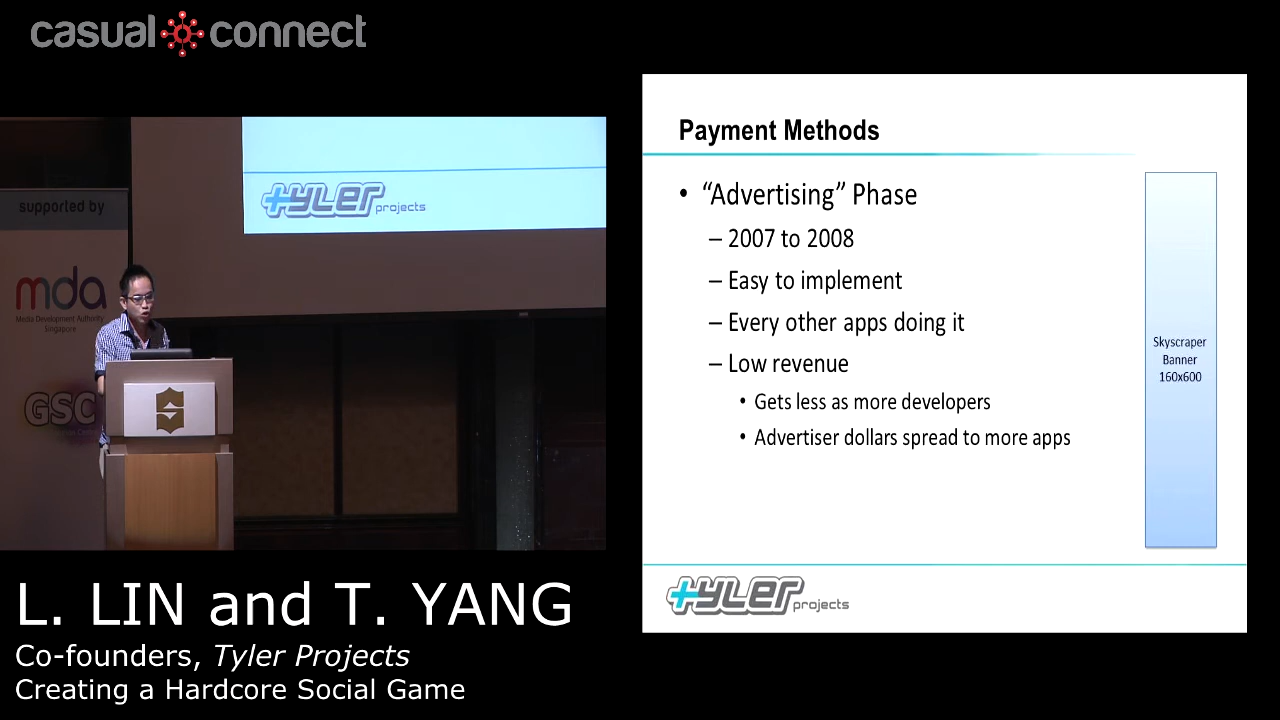 casual connect
supported by
mda
Media Development Authority
Singapore
GSC
tyler projects
Payment Methods
• “Advertising” Phase
– 2007 to 2008
– Easy to implement
– Every other apps doing it
– Low revenue
• Gets less as more developers
• Advertiser dollars spread to more apps
Skyscraper
Banner
160x600
tyler projects
L. LIN and T. YANG
Co-founders, Tyler Projects
Creating a Hardcore Social Game